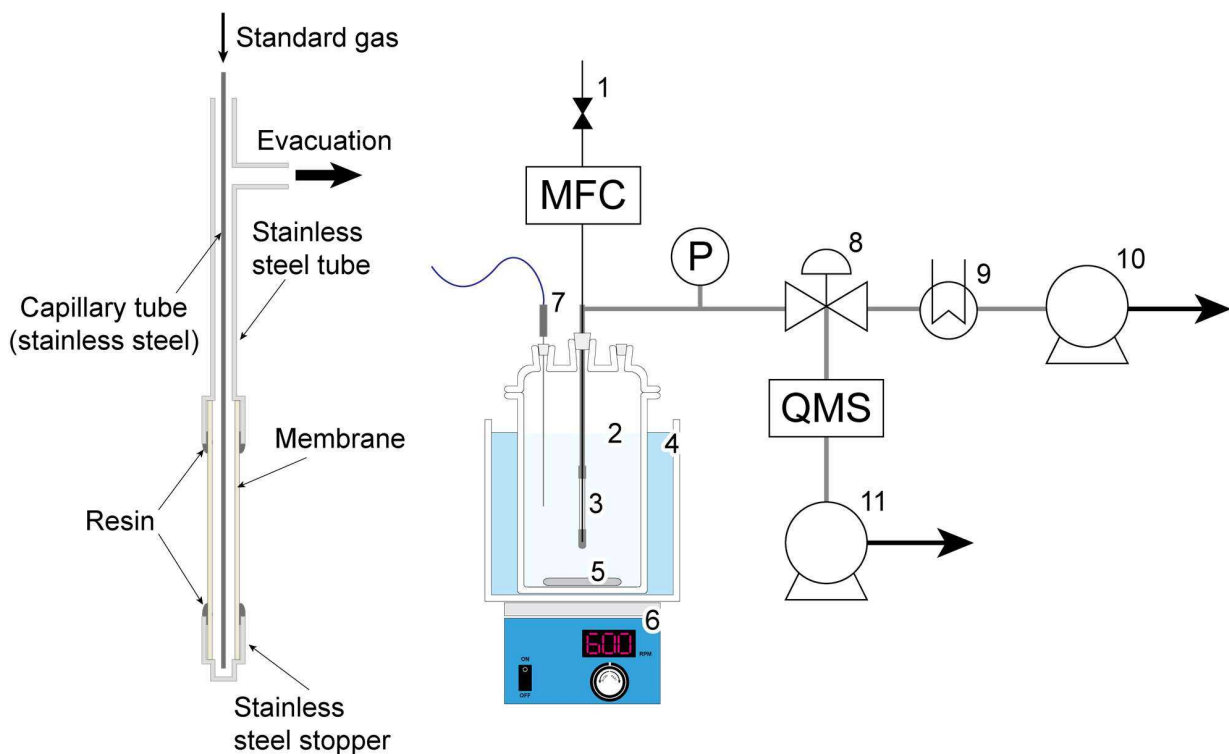 Standard gas
Evacuation
Stainless
steel tube
Capillary tube
(stainless steel)
Membrane
Resin
Stainless
steel stopper
1
MFC
P
8
9
10
7
2
4
QMS
3
11
5
6
600
RPM
ON
OFF